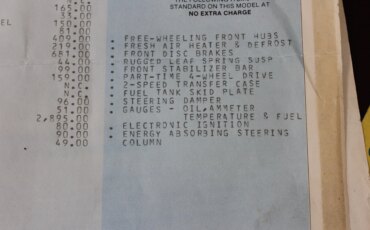 165.00
STANDARD ON THIS MODEL AT
33.00
NO EXTRA CHARGE
EL
150.00
81.00
409.00
•• FREE-WHEELING FRONT HUBS
219.00
•• FRESH AIR HEATER & DEFROST
681.00
•• FRONT DISC BRAKES
44.00
•• RUGGED LEAF SPRING SUSP
99.00
•• FRONT STABILIZER BAR
159.00
•• PART-TIME 4-WHEEL DRIVE
N.C.
•• 2-SPEED TRANSFER CASE
N.C.
•• FUEL TANK SKID PLATE
96.00
•• STEERING DAMPER
51.00
•• GAUGES - OIL,AMMETER
2,895.00
TEMPERATURE & FUEL
80.00
•• ELECTRONIC IGNITION
90.00
•• ENERGY ABSORBING STEERING
49.00
COLUMN